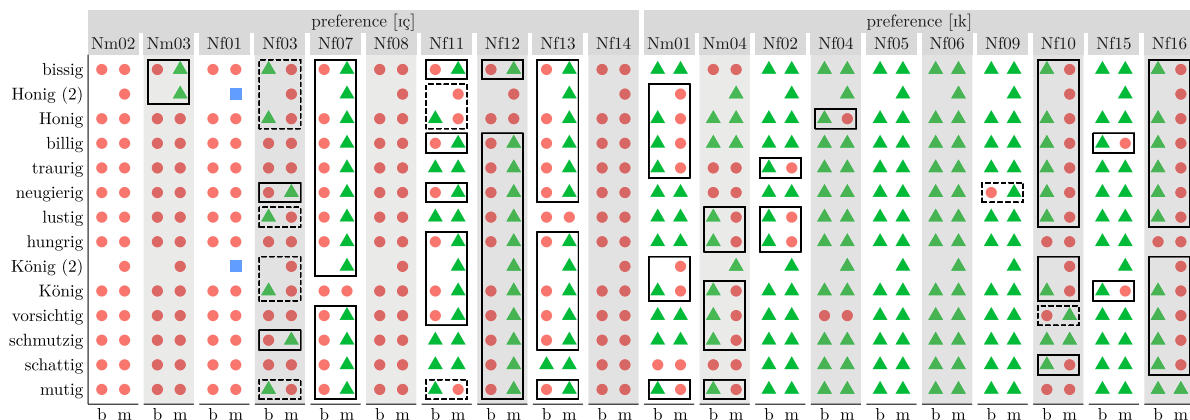 preference [ɪç] preference [ɪk]
Nm02 Nm03 Nf01 Nf03 Nf07 Nf08 Nf11 Nf12 Nf13 Nf14 Nm01 Nm04 Nf02 Nf04 Nf05 Nf06 Nf09 Nf10 Nf15 Nf16
bissig
Honig (2)
Honig
billig
traurig
neugierig
lustig
hungrig
König (2)
König
vorsichtig
schmutzig
schattig
mutig
b m b m b m b m b m b m b m b m b m b m b m b m b m b m b m b m b m b m b m b m